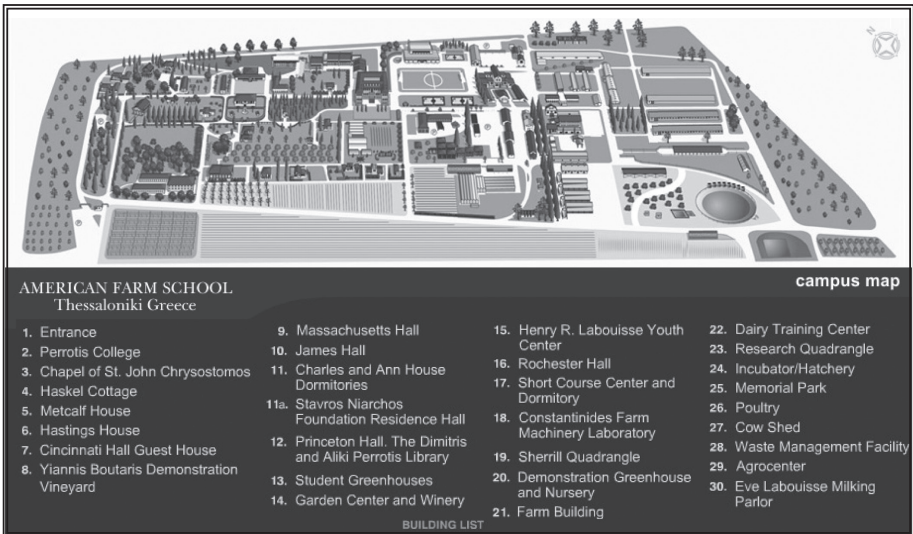 N
AMERICAN FARM SCHOOL
Thessaloniki Greece
campus map
1. Entrance
2. Perrotis College
3. Chapel of St. John Chrysostomos
4. Haskel Cottage
5. Metcalf House
6. Hastings House
7. Cincinnati Hall Guest House
8. Yiannis Boutaris Demonstration
Vineyard
9. Massachusetts Hall
10. James Hall
11. Charles and Ann House
Dormitories
11a. Stavros Niarchos
Foundation Residence Hall
12. Princeton Hall. The Dimitris
and Aliki Perrotis Library
13. Student Greenhouses
14. Garden Center and Winery
15. Henry R. Labouisse Youth
Center
16. Rochester Hall
17. Short Course Center and
Dormitory
18. Constantinides Farm
Machinery Laboratory
19. Sherrill Quadrangle
20. Demonstration Greenhouse
and Nursery
21. Farm Building
22. Dairy Training Center
23. Research Quadrangle
24. Incubator/Hatchery
25. Memorial Park
26. Poultry
27. Cow Shed
28. Waste Management Facility
29. Agrocenter
30. Eve Labouisse Milking
Parlor
BUILDING LIST